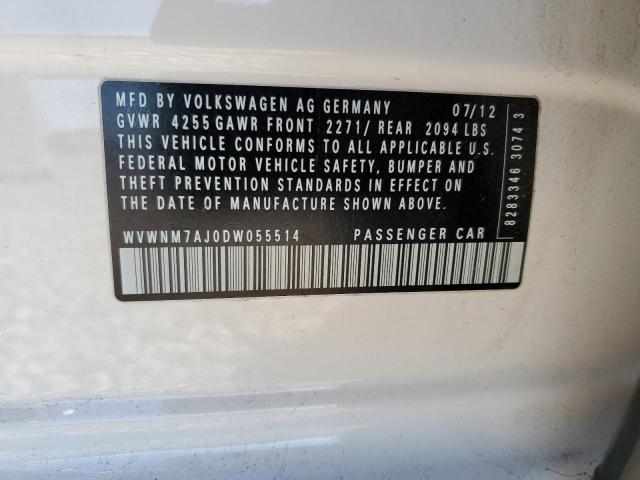 MFD BY VOLKSWAGEN AG GERMANY 07/12
GVWR 4255 GAWR FRONT 2271/ REAR 2094 LBS
THIS VEHICLE CONFORMS TO ALL APPLICABLE U.S.
FEDERAL MOTOR VEHICLE SAFETY, BUMPER AND
THEFT PREVENTION STANDARDS IN EFFECT ON
THE DATE OF MANUFACTURE SHOWN ABOVE.
WVWNM7AJ0DW055514 PASSENGER CAR
8283346 3074 3